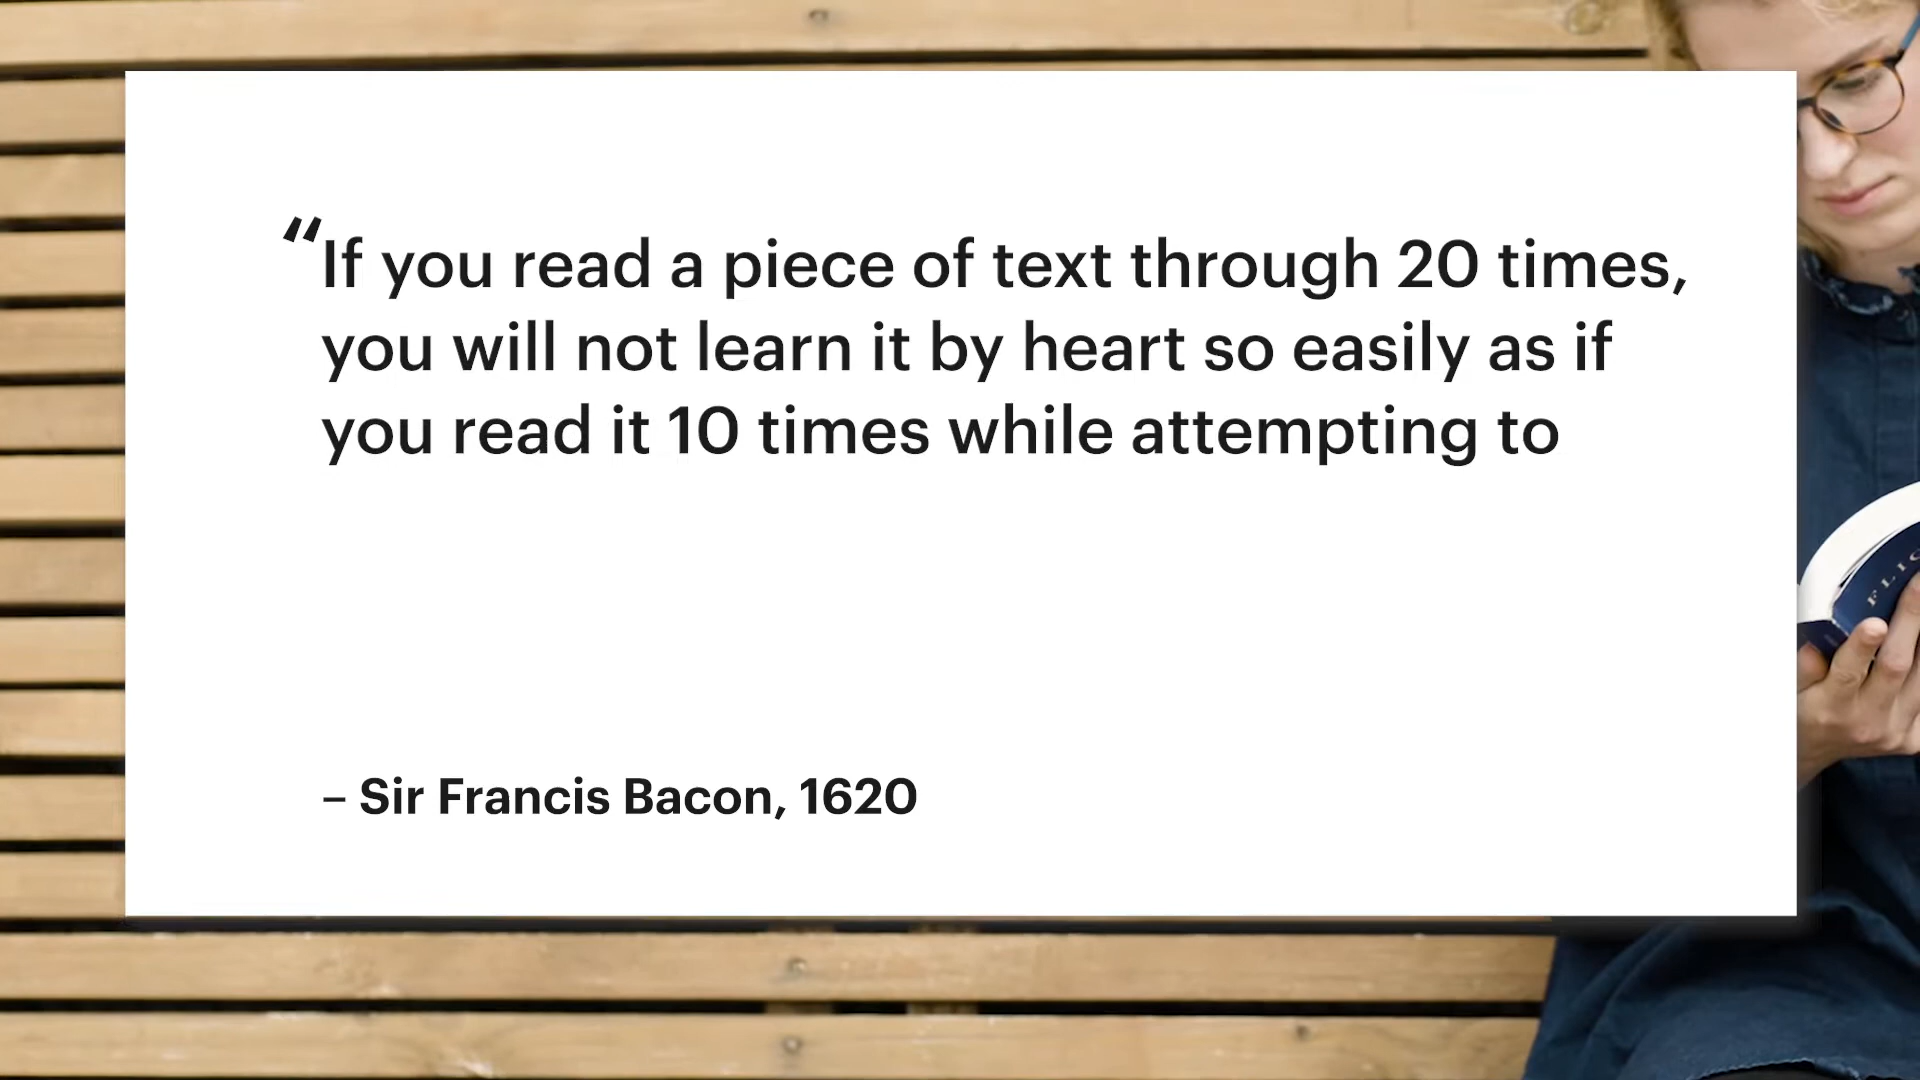 “If you read a piece of text through 20 times,
you will not learn it by heart so easily as if
you read it 10 times while attempting to
– Sir Francis Bacon, 1620